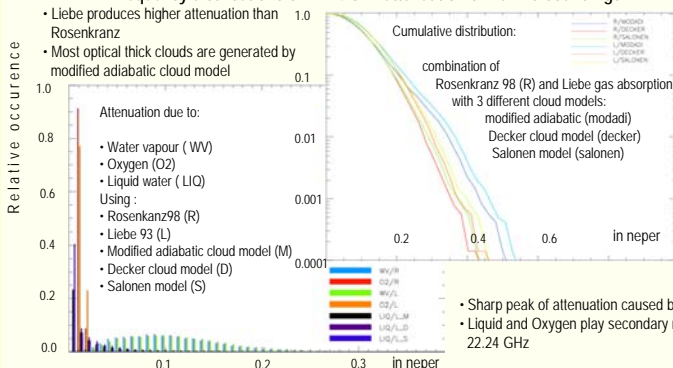 • Liebe produces higher attenuation than
Rosenkranz
• Most optical thick clouds are generated by
modified adiabatic cloud model
Relative occurence
1.0
0.8
0.6
0.4
0.2
0.0
Attenuation due to:
• Water vapour ( WV)
• Oxygen (O2)
• Liquid water ( LIQ)
Using :
• Rosenkanz98 (R)
• Liebe 93 (L)
• Modified adiabatic cloud model (M)
• Decker cloud model (D)
• Salonen model (S)
0.1
0.2
0.3
in neper
1.0
0.1
0.01
0.001
0.0001
Cumulative distribution:
combination of
Rosenkranz 98 (R) and Liebe gas absorption
with 3 different cloud models:
modified adiabatic (modadi)
Decker cloud model (decker)
Salonen model (salonen)
R/MODADI
R/DECKER
R/SALONEN
L/MODADI
L/DECKER
L/SALONEN
0.2
0.4
0.6
in neper
WV/R
O2/R
WV/L
O2/L
LIQ/L_M
LIQ/L_D
LIQ/L_S
• Sharp peak of attenuation caused
• Liquid and Oxygen play secondary
22.24 GHz